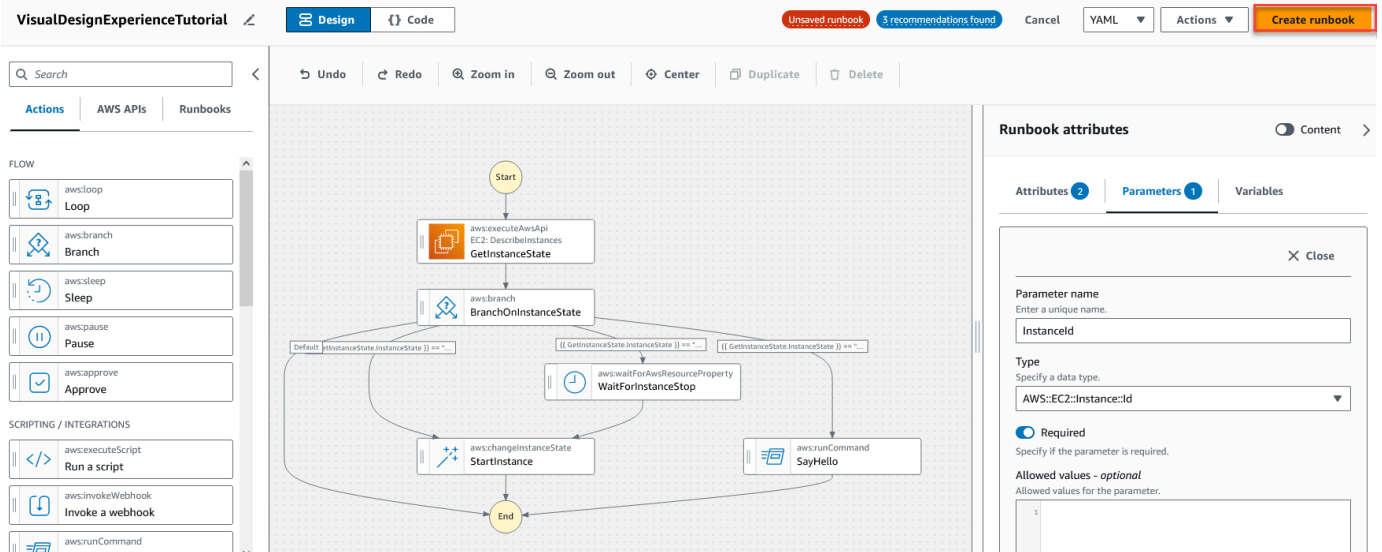 VisualDesignExperienceTutorial
Design
{} Code
Unsaved runbook
3 recommendations found
Cancel
YAML
Actions
Create runbook
Search
Undo
Redo
Zoom in
Zoom out
Center
Duplicate
Delete
Actions
AWS APIs
Runbooks
FLOW
aws:loop
Loop
aws:branch
Branch
aws:sleep
Sleep
aws:pause
Pause
aws:approve
Approve
SCRIPTING / INTEGRATIONS
aws:executeScript
Run a script
aws:invokeWebhook
Invoke a webhook
aws:runCommand
Start
aws:executeAwsApi
EC2: DescribeInstances
GetInstanceState
aws:branch
BranchOnInstanceState
Default
etInstanceState.InstanceState }} == "...
{{ GetInstanceState.InstanceState }} == "...
{{ GetInstanceState.InstanceState }} == "...
aws:waitForAwsResourceProperty
WaitForInstanceStop
aws:changeInstanceState
StartInstance
aws:runCommand
SayHello
End
Runbook attributes
Content
Attributes 2
Parameters 1
Variables
Close
Parameter name
Enter a unique name.
InstanceId
Type
Specify a data type.
AWS::EC2::Instance::Id
Required
Specify if the parameter is required.
Allowed values - optional
Allowed values for the parameter.
1